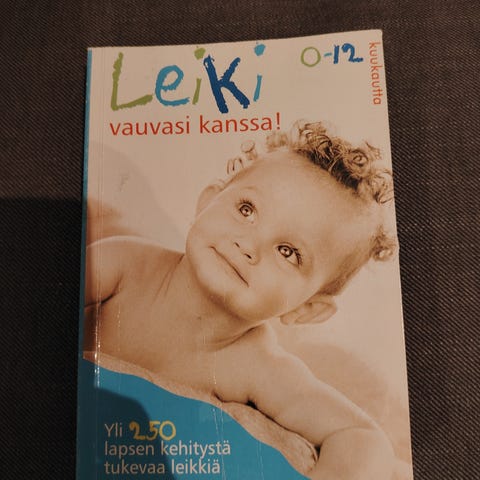 Leiki
0-12
kuukautta
vauvasi kanssa!
Yli 250
lapsen kehitystä
tukevaa leikkiä